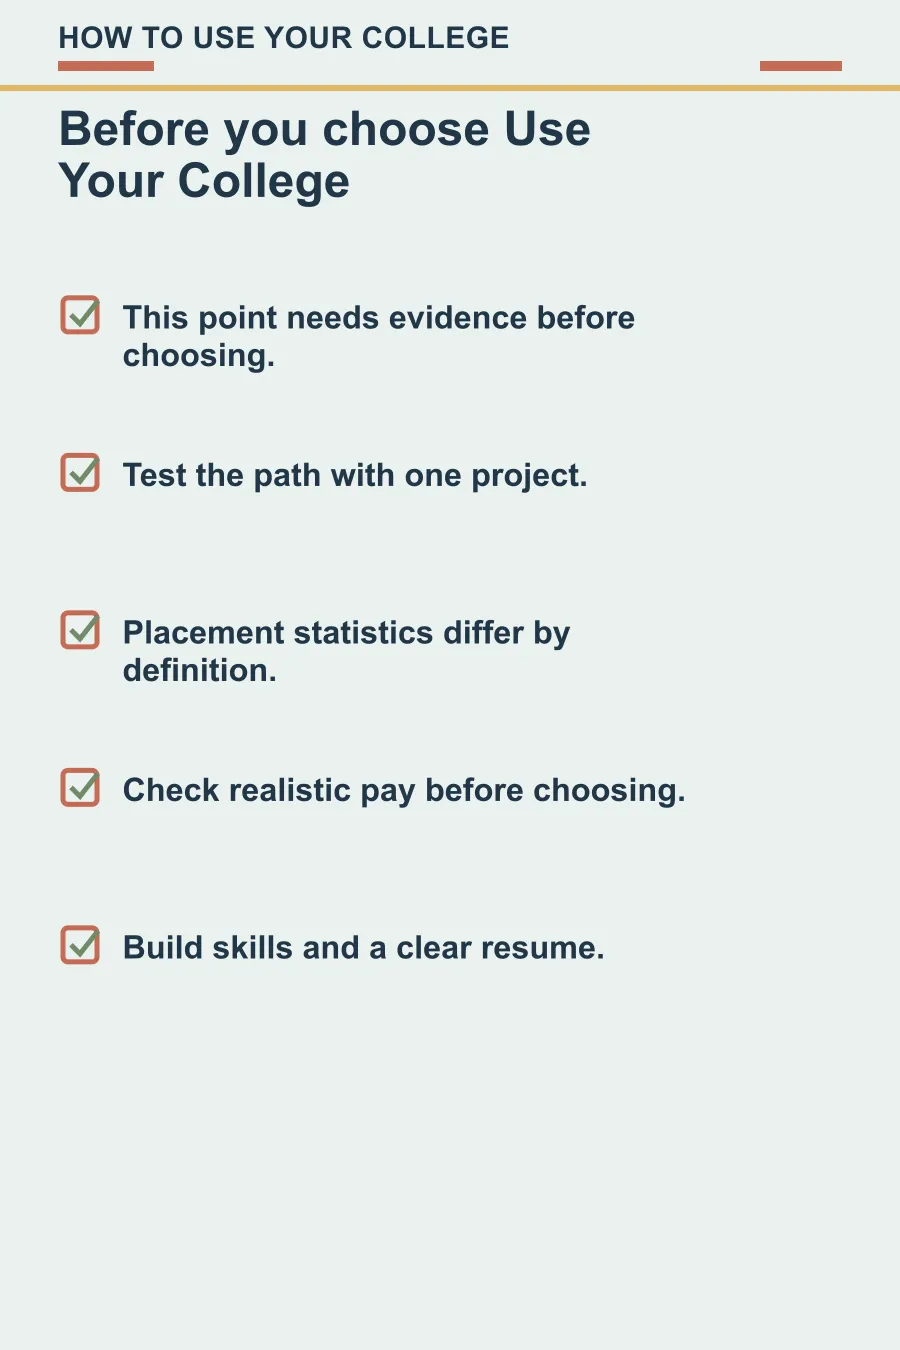 HOW TO USE YOUR COLLEGE
Before you choose Use
Your College
This point needs evidence before
choosing.
Test the path with one project.
Placement statistics differ by
definition.
Check realistic pay before choosing.
Build skills and a clear resume.